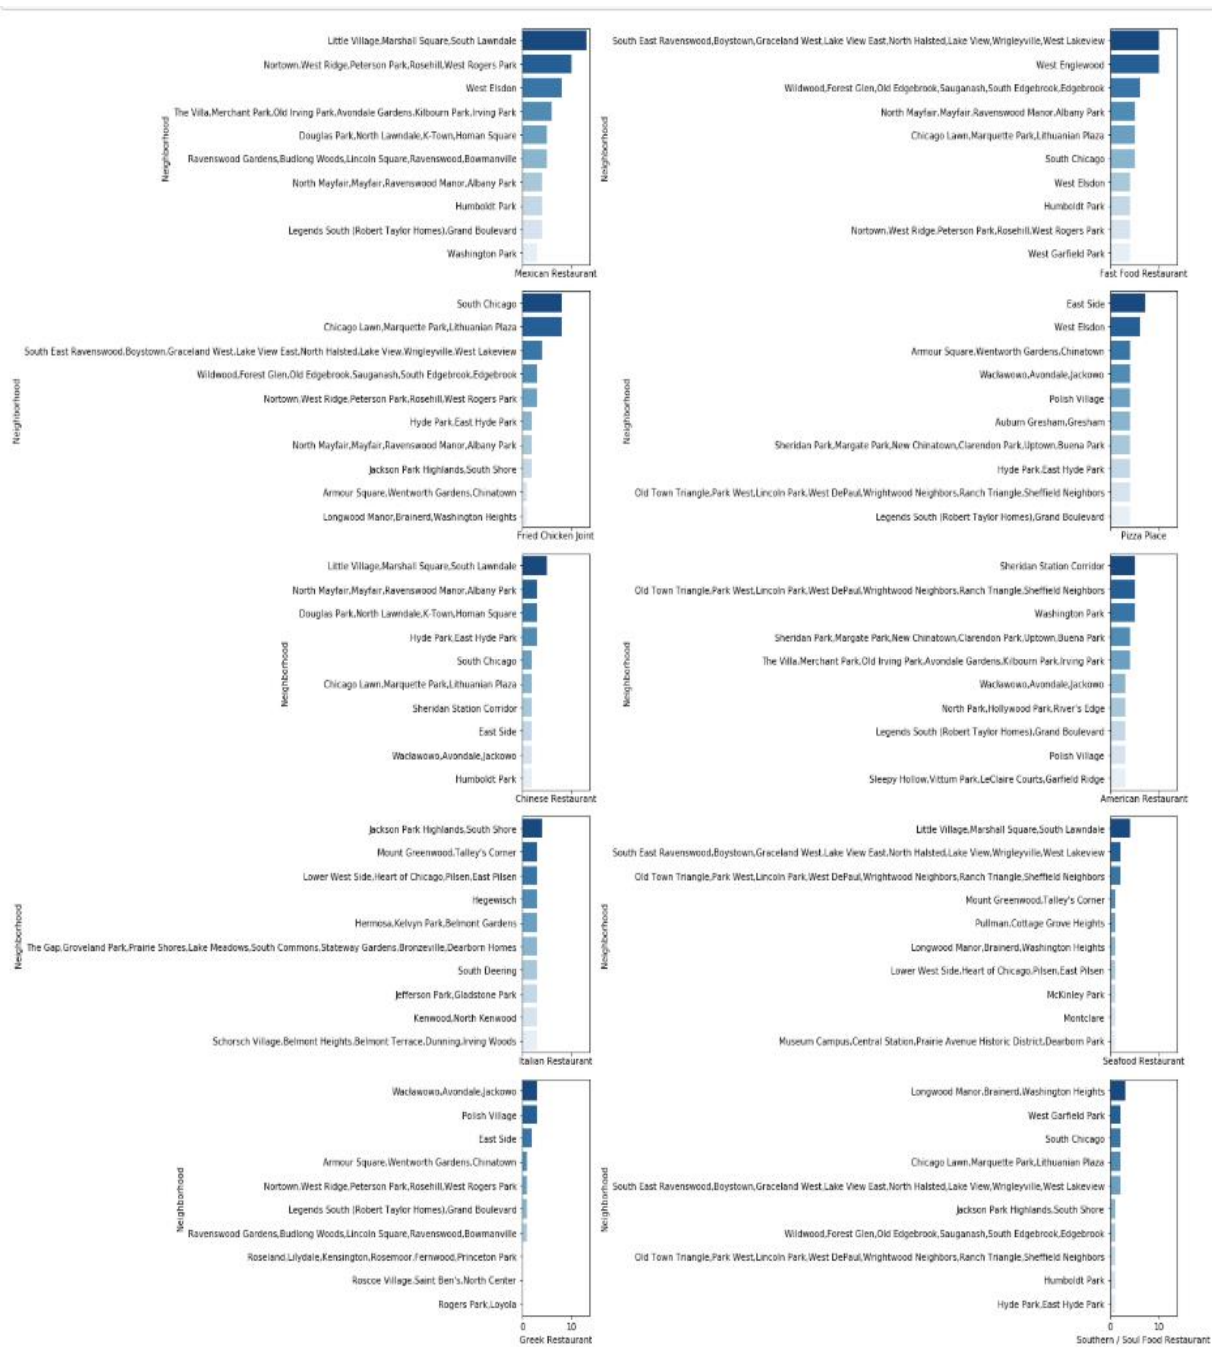 Neighborhood
Little Village,Marshall Square,South Lawndale
Nortown,West Ridge,Peterson Park,Rosehill,West Rogers Park
West Elsdon
The Villa,Merchant Park,Old Irving Park,Avondale Gardens,Kilbourn Park,Irving Park
Douglas Park,North Lawndale,K-Town,Homan Square
Ravenswood Gardens,Budlong Woods,Lincoln Square,Ravenswood,Bowmanville
North Mayfair,Mayfair,Ravenswood Manor,Albany Park
Humboldt Park
Legends South (Robert Taylor Homes),Grand Boulevard
Washington Park
Mexican Restaurant
Neighborhood
South East Ravenswood,Boystown,Graceland West,Lake View East,North Halsted,Lake View,Wrigleyville,West Lakeview
West Englewood
Wildwood,Forest Glen,Old Edgebrook,Sauganash,South Edgebrook,Edgebrook
North Mayfair,Mayfair,Ravenswood Manor,Albany Park
Chicago Lawn,Marquette Park,Lithuanian Plaza
South Chicago
West Elsdon
Humboldt Park
Nortown,West Ridge,Peterson Park,Rosehill,West Rogers Park
West Garfield Park
Fast Food Restaurant
Neighborhood
South Chicago
Chicago Lawn,Marquette Park,Lithuanian Plaza
South East Ravenswood,Boystown,Graceland West,Lake View East,North Halsted,Lake View,Wrigleyville,West Lakeview
Wildwood,Forest Glen,Old Edgebrook,Sauganash,South Edgebrook,Edgebrook
Nortown,West Ridge,Peterson Park,Rosehill,West Rogers Park
Hyde Park,East Hyde Park
North Mayfair,Mayfair,Ravenswood Manor,Albany Park
Jackson Park Highlands,South Shore
Armour Square,Wentworth Gardens,Chinatown
Longwood Manor,Brainerd,Washington Heights
Fried Chicken Joint
Neighborhood
East Side
West Elsdon
Armour Square,Wentworth Gardens,Chinatown
Wacławowo,Avondale,Jackowo
Polish Village
Auburn Gresham,Gresham
Sheridan Park,Margate Park,New Chinatown,Clarendon Park,Uptown,Buena Park
Hyde Park,East Hyde Park
Old Town Triangle,Park West,Lincoln Park,West DePaul,Wrightwood Neighbors,Ranch Triangle,Sheffield Neighbors
Legends South (Robert Taylor Homes),Grand Boulevard
Pizza Place
Neighborhood
Little Village,Marshall Square,South Lawndale
North Mayfair,Mayfair,Ravenswood Manor,Albany Park
Douglas Park,North Lawndale,K-Town,Homan Square
Hyde Park,East Hyde Park
South Chicago
Chicago Lawn,Marquette Park,Lithuanian Plaza
Sheridan Station Corridor
East Side
Wacławowo,Avondale,Jackowo
Humboldt Park
Chinese Restaurant
Neighborhood
Sheridan Station Corridor
Old Town Triangle,Park West,Lincoln Park,West DePaul,Wrightwood Neighbors,Ranch Triangle,Sheffield Neighbors
Washington Park
Sheridan Park,Margate Park,New Chinatown,Clarendon Park,Uptown,Buena Park
The Villa,Merchant Park,Old Irving Park,Avondale Gardens,Kilbourn Park,Irving Park
Wacławowo,Avondale,Jackowo
North Park,Hollywood Park,River's Edge
Legends South (Robert Taylor Homes),Grand Boulevard
Polish Village
Sleepy Hollow,Vittum Park,LeClaire Courts,Garfield Ridge
American Restaurant
Neighborhood
Jackson Park Highlands,South Shore
Mount Greenwood,Talley's Corner
Lower West Side,Heart of Chicago,Pilsen,East Pilsen
Hegewisch
Hermosa,Kelvyn Park,Belmont Gardens
The Gap,Groveland Park,Prairie Shores,Lake Meadows,South Commons,Stateway Gardens,Bronzeville,Dearborn Homes
South Deering
Jefferson Park,Gladstone Park
Kenwood,North Kenwood
Schorsch Village,Belmont Heights,Belmont Terrace,Dunning,Irving Woods
Italian Restaurant
Neighborhood
Little Village,Marshall Square,South Lawndale
South East Ravenswood,Boystown,Graceland West,Lake View East,North Halsted,Lake View,Wrigleyville,West Lakeview
Old Town Triangle,Park West,Lincoln Park,West DePaul,Wrightwood Neighbors,Ranch Triangle,Sheffield Neighbors
Mount Greenwood,Talley's Corner
Pullman,Cottage Grove Heights
Longwood Manor,Brainerd,Washington Heights
Lower West Side,Heart of Chicago,Pilsen,East Pilsen
McKinley Park
Montclare
Museum Campus,Central Station,Prairie Avenue Historic District,Dearborn Park
Seafood Restaurant
Neighborhood
Wacławowo,Avondale,Jackowo
Polish Village
East Side
Armour Square,Wentworth Gardens,Chinatown
Nortown,West Ridge,Peterson Park,Rosehill,West Rogers Park
Legends South (Robert Taylor Homes),Grand Boulevard
Ravenswood Gardens,Budlong Woods,Lincoln Square,Ravenswood,Bowmanville
Roseland,Lilydale,Kensington,Rosemoor,Fernwood,Princeton Park
Roscoe Village,Saint Ben's,North Center
Rogers Park,Loyola
0 10
Greek Restaurant
Neighborhood
Longwood Manor,Brainerd,Washington Heights
West Garfield Park
South Chicago
Chicago Lawn,Marquette Park,Lithuanian Plaza
South East Ravenswood,Boystown,Graceland West,Lake View East,North Halsted,Lake View,Wrigleyville,West Lakeview
Jackson Park Highlands,South Shore
Wildwood,Forest Glen,Old Edgebrook,Sauganash,South Edgebrook,Edgebrook
Old Town Triangle,Park West,Lincoln Park,West DePaul,Wrightwood Neighbors,Ranch Triangle,Sheffield Neighbors
Humboldt Park
Hyde Park,East Hyde Park
0 10
Southern / Soul Food Restaurant